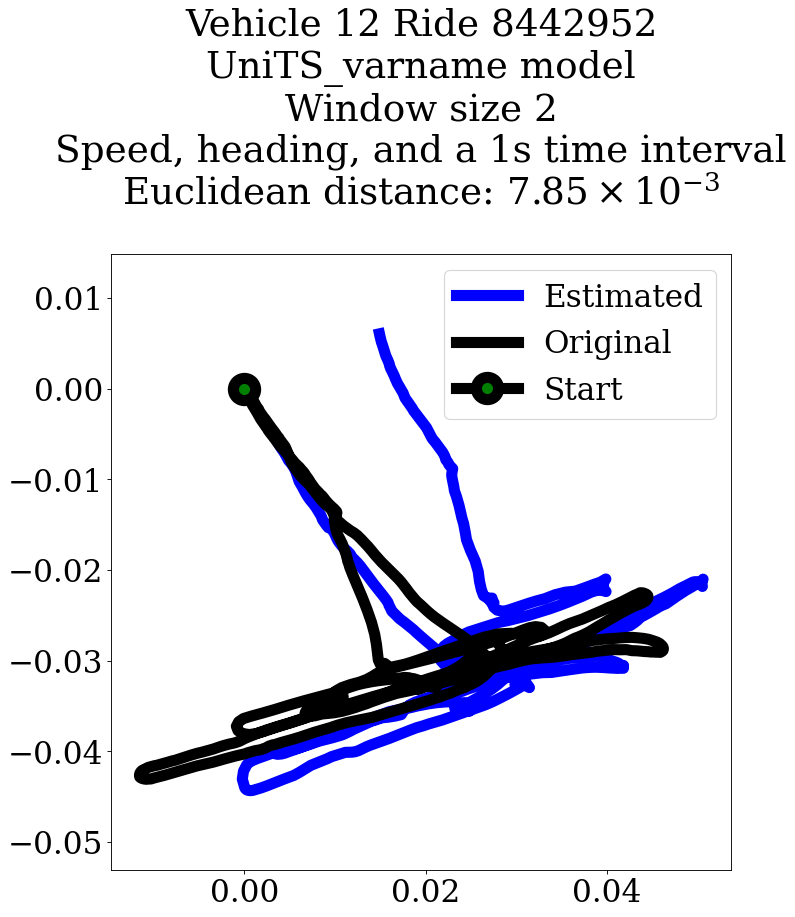 Vehicle 12 Ride 8442952
UniTS_varname model
Window size 2
Speed, heading, and a 1s time interval
Euclidean distance: 7.85 × 10⁻³
Estimated
Original
Start
0.01
0.00
−0.01
−0.02
−0.03
−0.04
−0.05
0.00 0.02 0.04